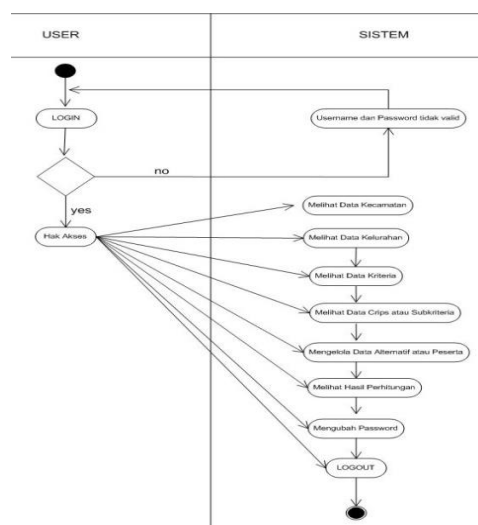 USER
SISTEM
LOGIN
Username dan Password tidak valid
no
yes
Hak Akses
Melihat Data Kecamatan
Melihat Data Kelurahan
Melihat Data Kriteria
Melihat Data Crips atau Subkriteria
Mengelola Data Alternatif atau Peserta
Melihat Hasil Perhitungan
Mengubah Password
LOGOUT